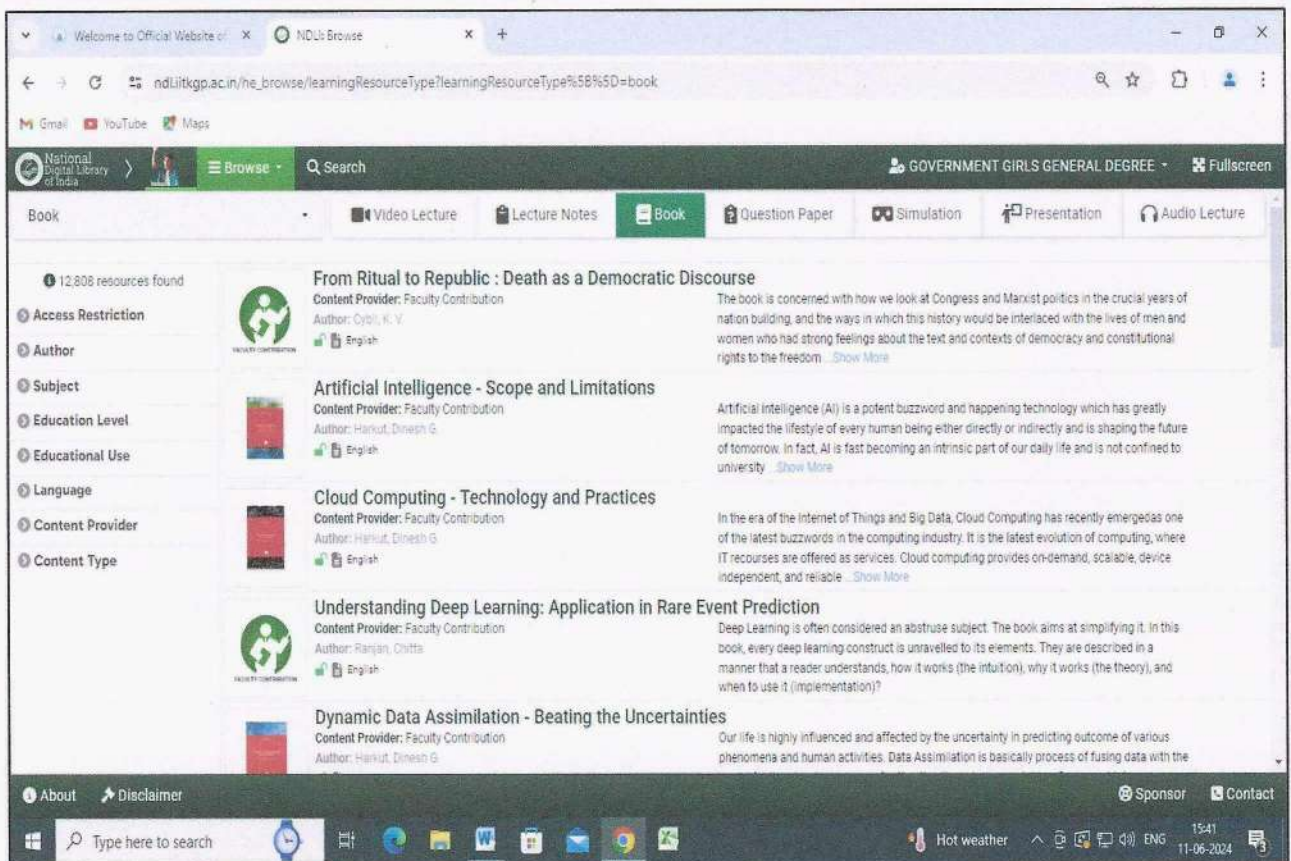 Welcome to Official Website of
NDLI: Browse
ndl.iitkgp.ac.in/he_browse/learningResourceType?learningResourceType%5B%5D=book
Gmail YouTube Maps
National Digital Library of India
Browse
Search
GOVERNMENT GIRLS GENERAL DEGREE
Fullscreen
Book
Video Lecture
Lecture Notes
Book
Question Paper
Simulation
Presentation
Audio Lecture
12,808 resources found
Access Restriction
Author
Subject
Education Level
Educational Use
Language
Content Provider
Content Type
From Ritual to Republic : Death as a Democratic Discourse
Content Provider: Faculty Contribution
Author: Cybil, K. V.
English
FACULTY CONTRIBUTION
The book is concerned with how we look at Congress and Marxist politics in the crucial years of
nation building, and the ways in which this history would be interlaced with the lives of men and
women who had strong feelings about the text and contexts of democracy and constitutional
rights to the freedom ...Show More
Artificial Intelligence - Scope and Limitations
Content Provider: Faculty Contribution
Author: Harkut, Dinesh G.
English
Artificial intelligence (AI) is a potent buzzword and happening technology which has greatly
impacted the lifestyle of every human being either directly or indirectly and is shaping the future
of tomorrow. In fact, AI is fast becoming an intrinsic part of our daily life and is not confined to
university ...Show More
Cloud Computing - Technology and Practices
Content Provider: Faculty Contribution
Author: Harkut, Dinesh G.
English
In the era of the Internet of Things and Big Data, Cloud Computing has recently emergedas one
of the latest buzzwords in the computing industry. It is the latest evolution of computing, where
IT recourses are offered as services. Cloud computing provides on-demand, scalable, device
independent, and reliable ...Show More
Understanding Deep Learning: Application in Rare Event Prediction
Content Provider: Faculty Contribution
Author: Ranjan, Chitta
English
FACULTY CONTRIBUTION
Deep Learning is often considered an abstruse subject. The book aims at simplifying it. In this
book, every deep learning construct is unravelled to its elements. They are described in a
manner that a reader understands, how it works (the intuition), why it works (the theory), and
when to use it (implementation)?
Dynamic Data Assimilation - Beating the Uncertainties
Content Provider: Faculty Contribution
Author: Harkut, Dinesh G.
Our life is highly influenced and affected by the uncertainty in predicting outcome of various
phenomena and human activities. Data Assimilation is basically process of fusing data with the
About
Disclaimer
Sponsor
Contact
Type here to search
Hot weather
ENG
15:41
11-06-2024
3